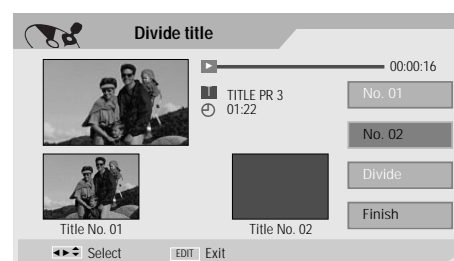 Divide title
00:00:16
TITLE PR 3
01:22
No. 01
No. 02
Divide
Finish
Title No. 01
Title No. 02
Select
EDIT Exit